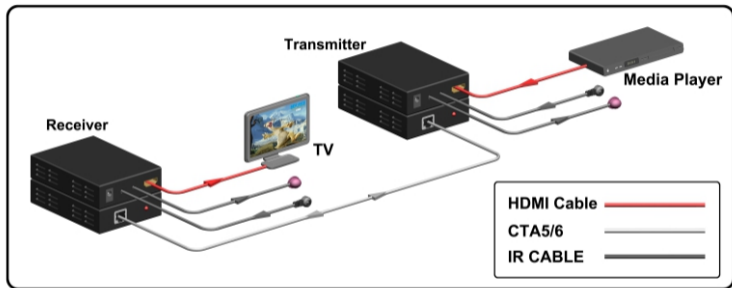 Transmitter
Media Player
Receiver
TV
HDMI Cable
CTA5/6
IR CABLE